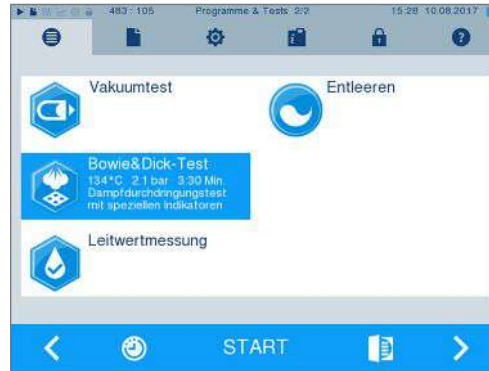 483 : 105 Programme & Tests 2/2 15:28 10.08.2017
Vakuumtest
Entleeren
Bowie&Dick-Test
134°C 2.1 bar 3:30 Min.
Dampfdurchdringungstest
mit speziellen Indikatoren
Leitwertmessung
START